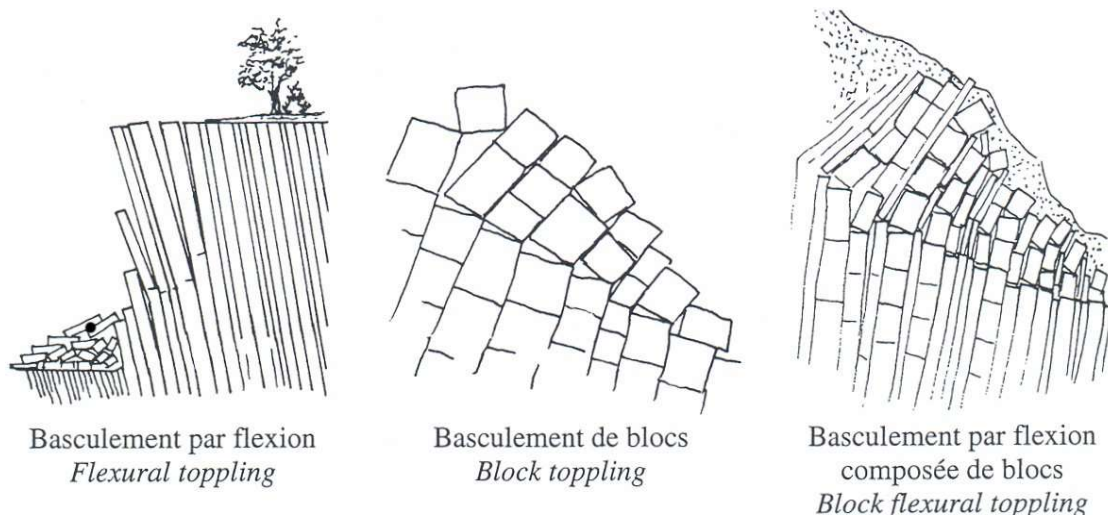 Basculement par flexion
Flexural toppling
Basculement de blocs
Block toppling
Basculement par flexion
composée de blocs
Block flexural toppling